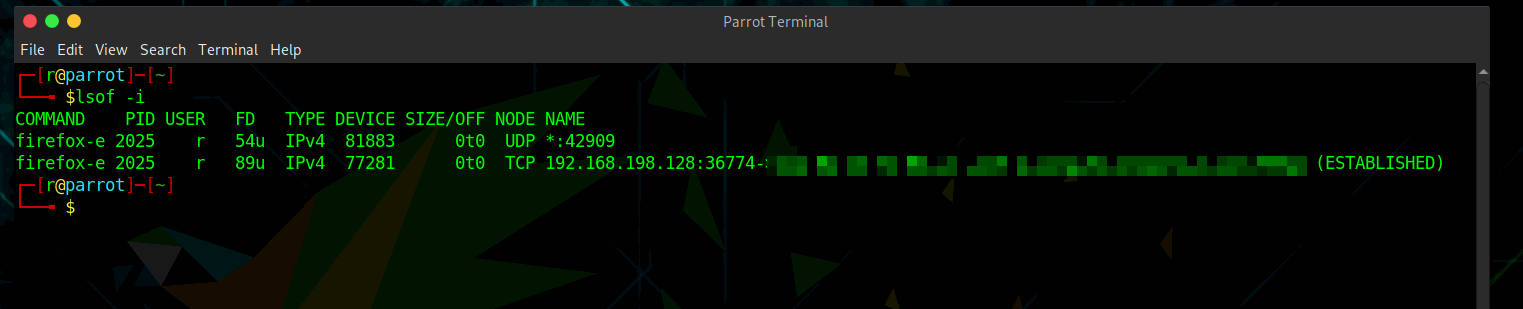 Parrot Terminal
File Edit View Search Terminal Help
┌─[r@parrot]─[~]
└──╼ $lsof -i
COMMAND    PID USER   FD   TYPE DEVICE SIZE/OFF NODE NAME
firefox-e 2025    r   54u  IPv4  81883      0t0  UDP *:42909
firefox-e 2025    r   89u  IPv4  77281      0t0  TCP 192.168.198.128:36774-> (ESTABLISHED)
┌─[r@parrot]─[~]
└──╼ $